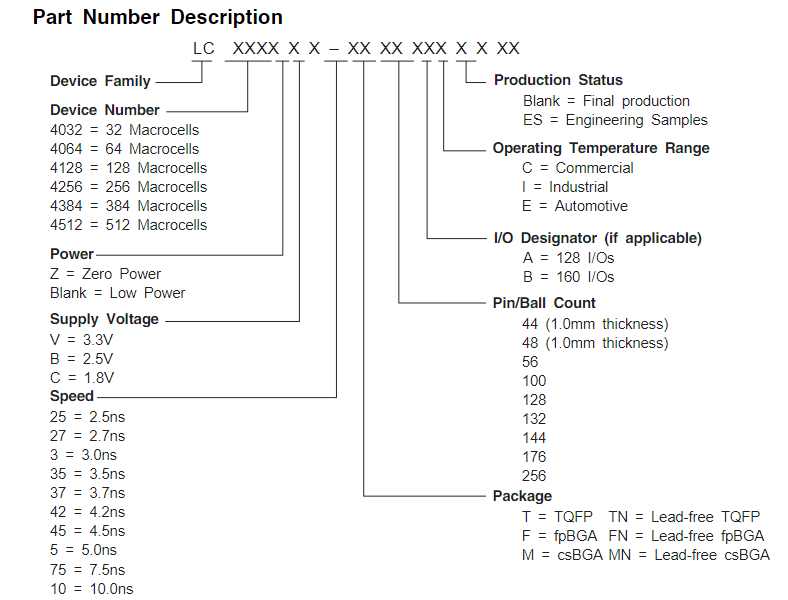 Part Number Description
LC XXXX X X – XX XX XXX X X XX
Device Family
Device Number
4032 = 32 Macrocells
4064 = 64 Macrocells
4128 = 128 Macrocells
4256 = 256 Macrocells
4384 = 384 Macrocells
4512 = 512 Macrocells
Power
Z = Zero Power
Blank = Low Power
Supply Voltage
V = 3.3V
B = 2.5V
C = 1.8V
Speed
25 = 2.5ns
27 = 2.7ns
3 = 3.0ns
35 = 3.5ns
37 = 3.7ns
42 = 4.2ns
45 = 4.5ns
5 = 5.0ns
75 = 7.5ns
10 = 10.0ns
Production Status
Blank = Final production
ES = Engineering Samples
Operating Temperature Range
C = Commercial
I = Industrial
E = Automotive
I/O Designator (if applicable)
A = 128 I/Os
B = 160 I/Os
Pin/Ball Count
44 (1.0mm thickness)
48 (1.0mm thickness)
56
100
128
132
144
176
256
Package
T = TQFP TN = Lead-free TQFP
F = fpBGA FN = Lead-free fpBGA
M = csBGA MN = Lead-free csBGA